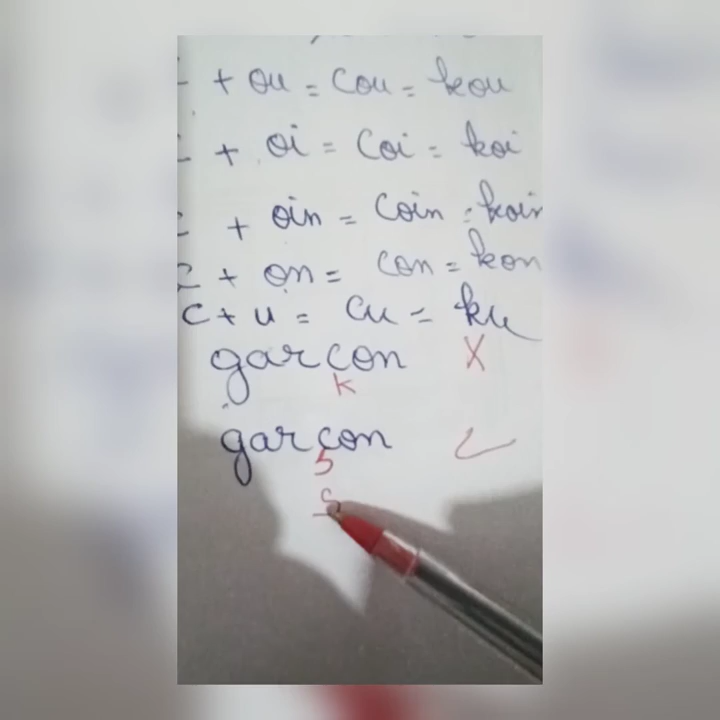 + ou = cou = kou
+ oi = coi = koi
+ oin = coin = koin
c + on = con = kon
c + u = cu = ku
garcon X
k
garçon ✓
s